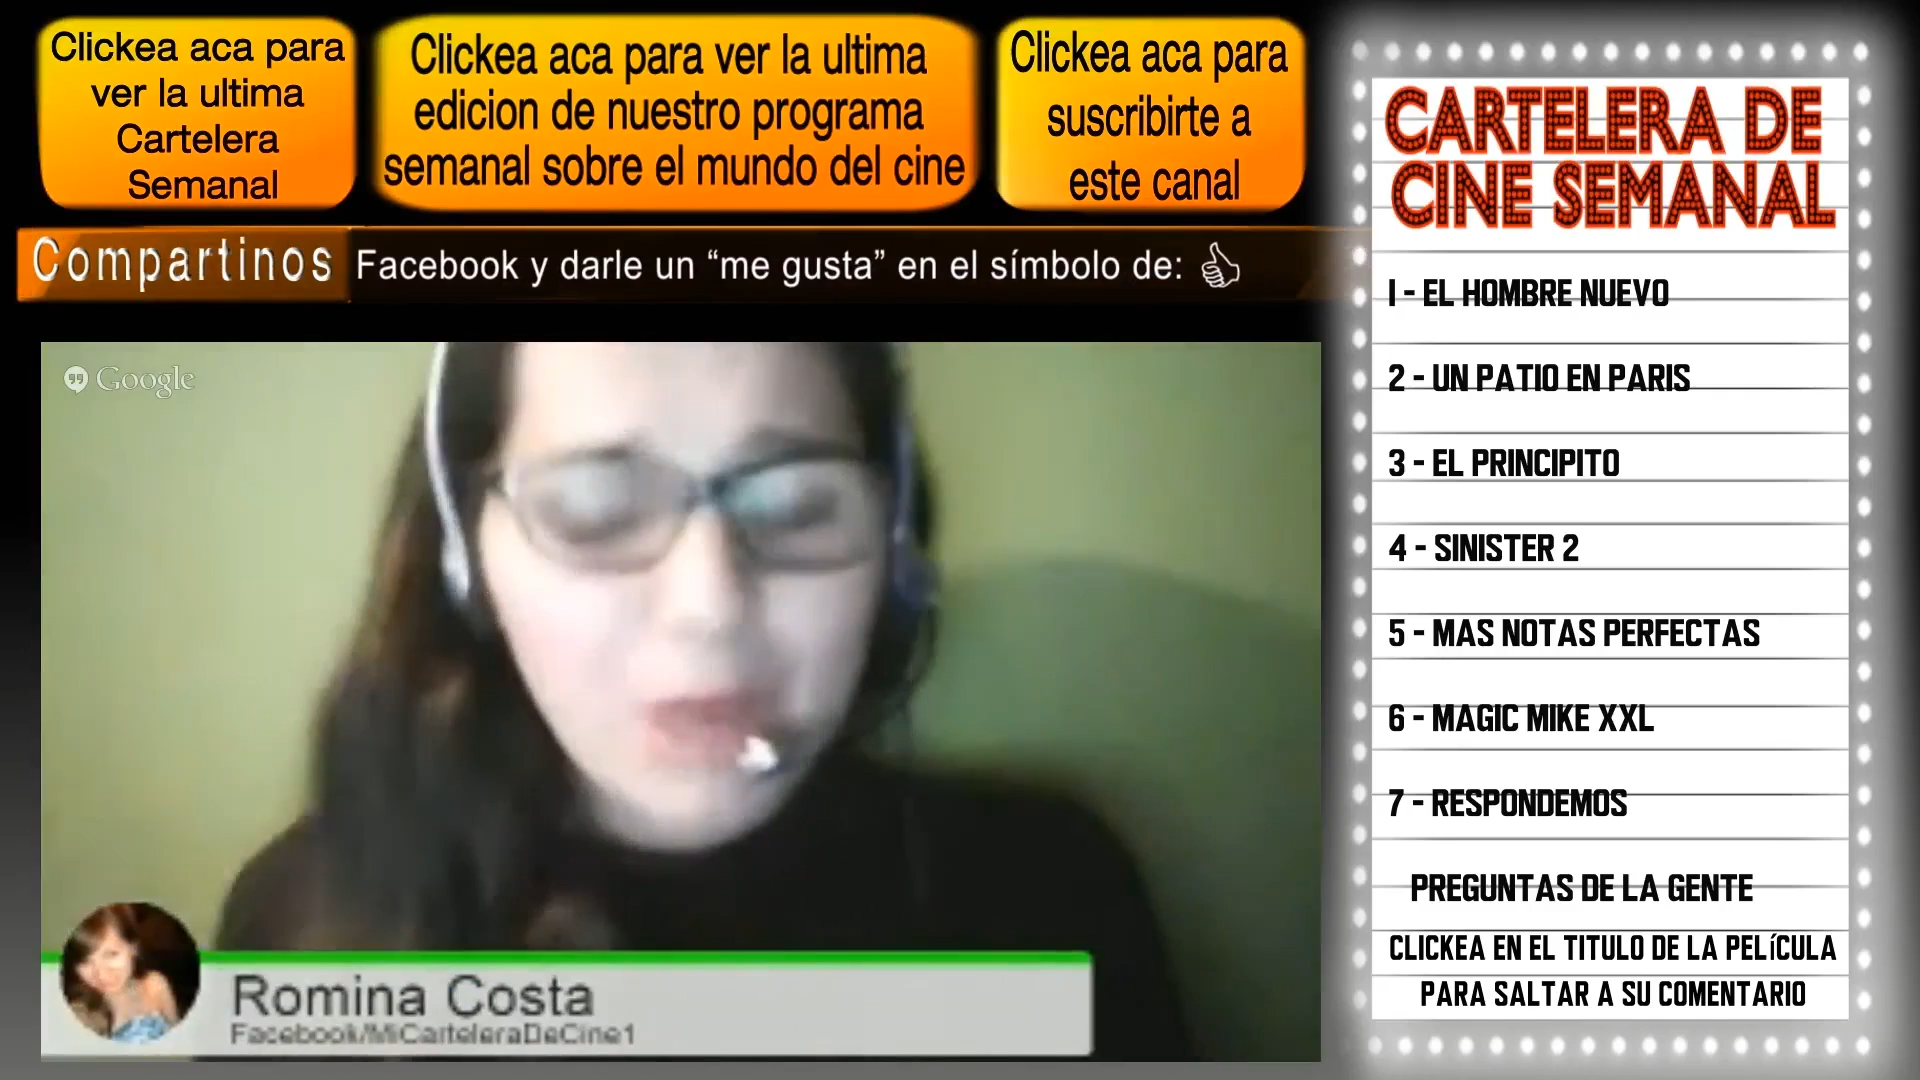 Clickea aca para
ver la ultima
Cartelera
Semanal
Clickea aca para ver la ultima
edicion de nuestro programa
semanal sobre el mundo del cine
Clickea aca para
suscribirte a
este canal
Compartinos
Facebook y darle un “me gusta” en el símbolo de:
Google
Romina Costa
Facebook/MiCarteleraDeCine1
CARTELERA DE
CINE SEMANAL
1 - EL HOMBRE NUEVO
2 - UN PATIO EN PARIS
3 - EL PRINCIPITO
4 - SINISTER 2
5 - MAS NOTAS PERFECTAS
6 - MAGIC MIKE XXL
7 - RESPONDEMOS
PREGUNTAS DE LA GENTE
CLICKEA EN EL TITULO DE LA PELíCULA
PARA SALTAR A SU COMENTARIO